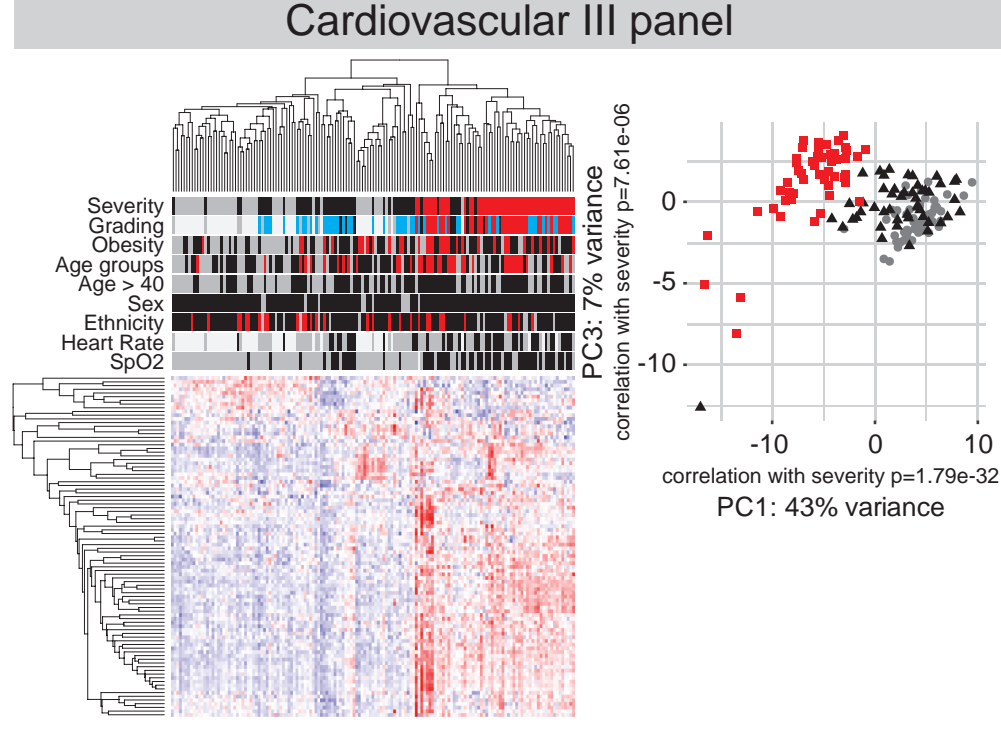 Cardiovascular III panel
Severity
Grading
Obesity
Age groups
Age > 40
Sex
Ethnicity
Heart Rate
SpO2
PC3: 7% variance
correlation with severity p=7.61e-06
0
-5
-10
-10 0 10
correlation with severity p=1.79e-32
PC1: 43% variance